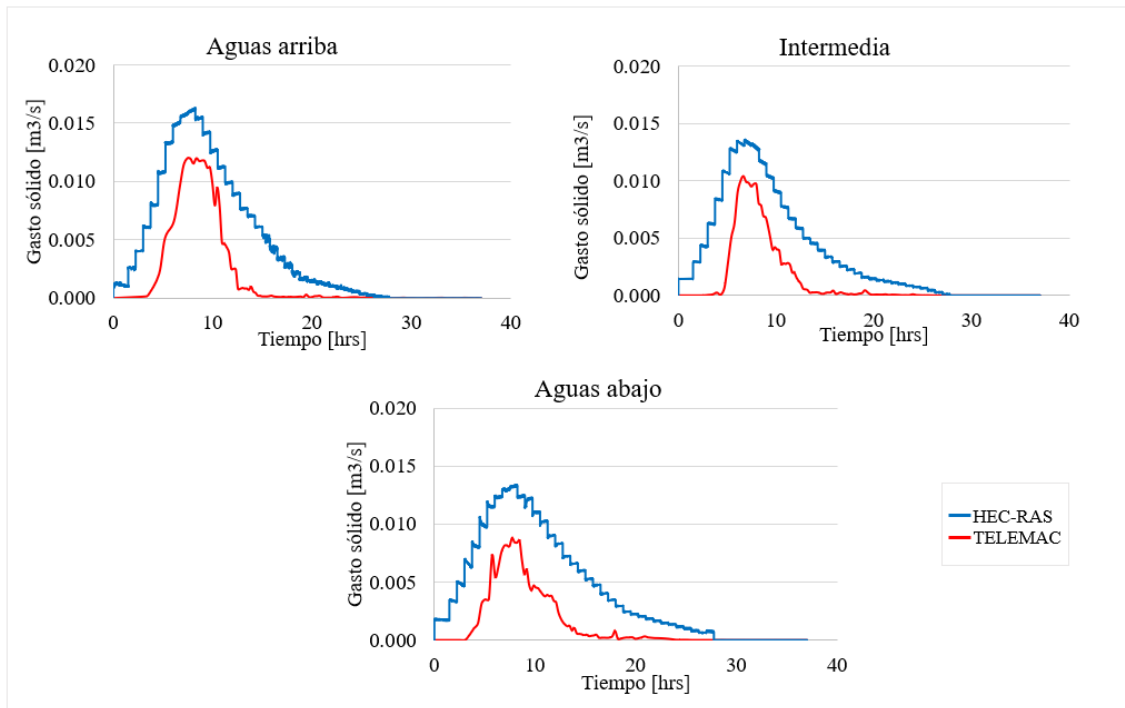 Aguas arriba
Gasto sólido [m3/s]
0.020
0.015
0.010
0.005
0.000
0 10 20 30 40
Tiempo [hrs]
Intermedia
Gasto sólido [m3/s]
0.020
0.015
0.010
0.005
0.000
0 10 20 30 40
Tiempo [hrs]
Aguas abajo
Gasto sólido [m3/s]
0.020
0.015
0.010
0.005
0.000
0 10 20 30 40
Tiempo [hrs]
HEC-RAS
TELEMAC